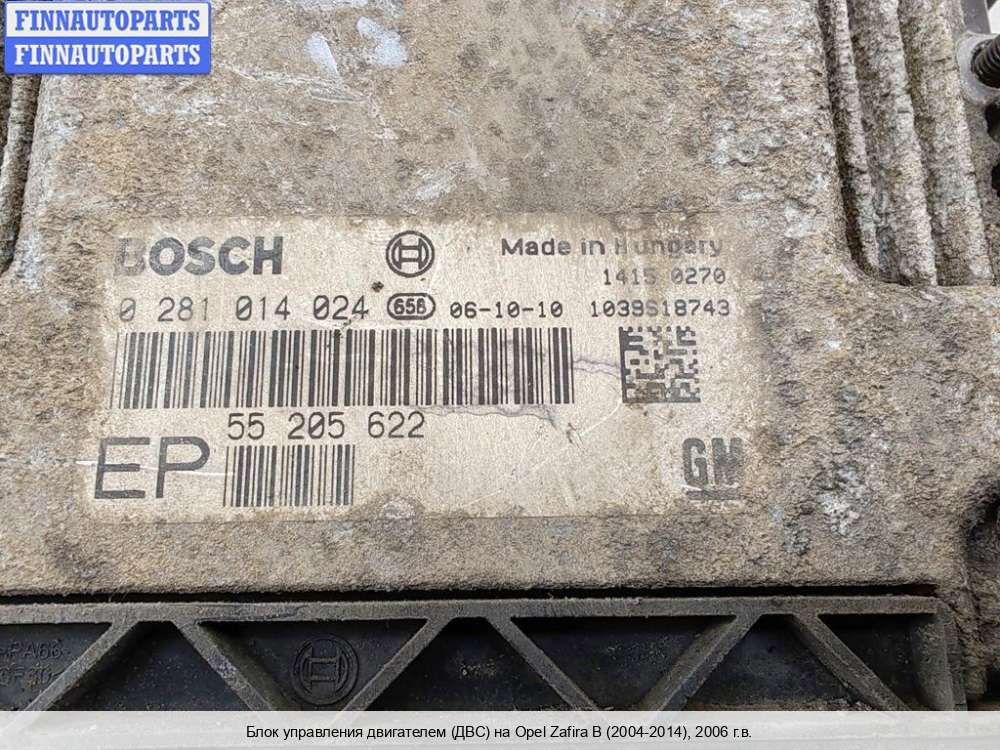 FINNAUTOPARTS
FINNAUTOPARTS
BOSCH
Made in Hungary
1415 0270
0 281 014 024 656 06-10-10 1039S18743
55 205 622
EP
GM
Блок управления двигателем (ДВС) на Opel Zafira B (2004-2014), 2006 г.в.